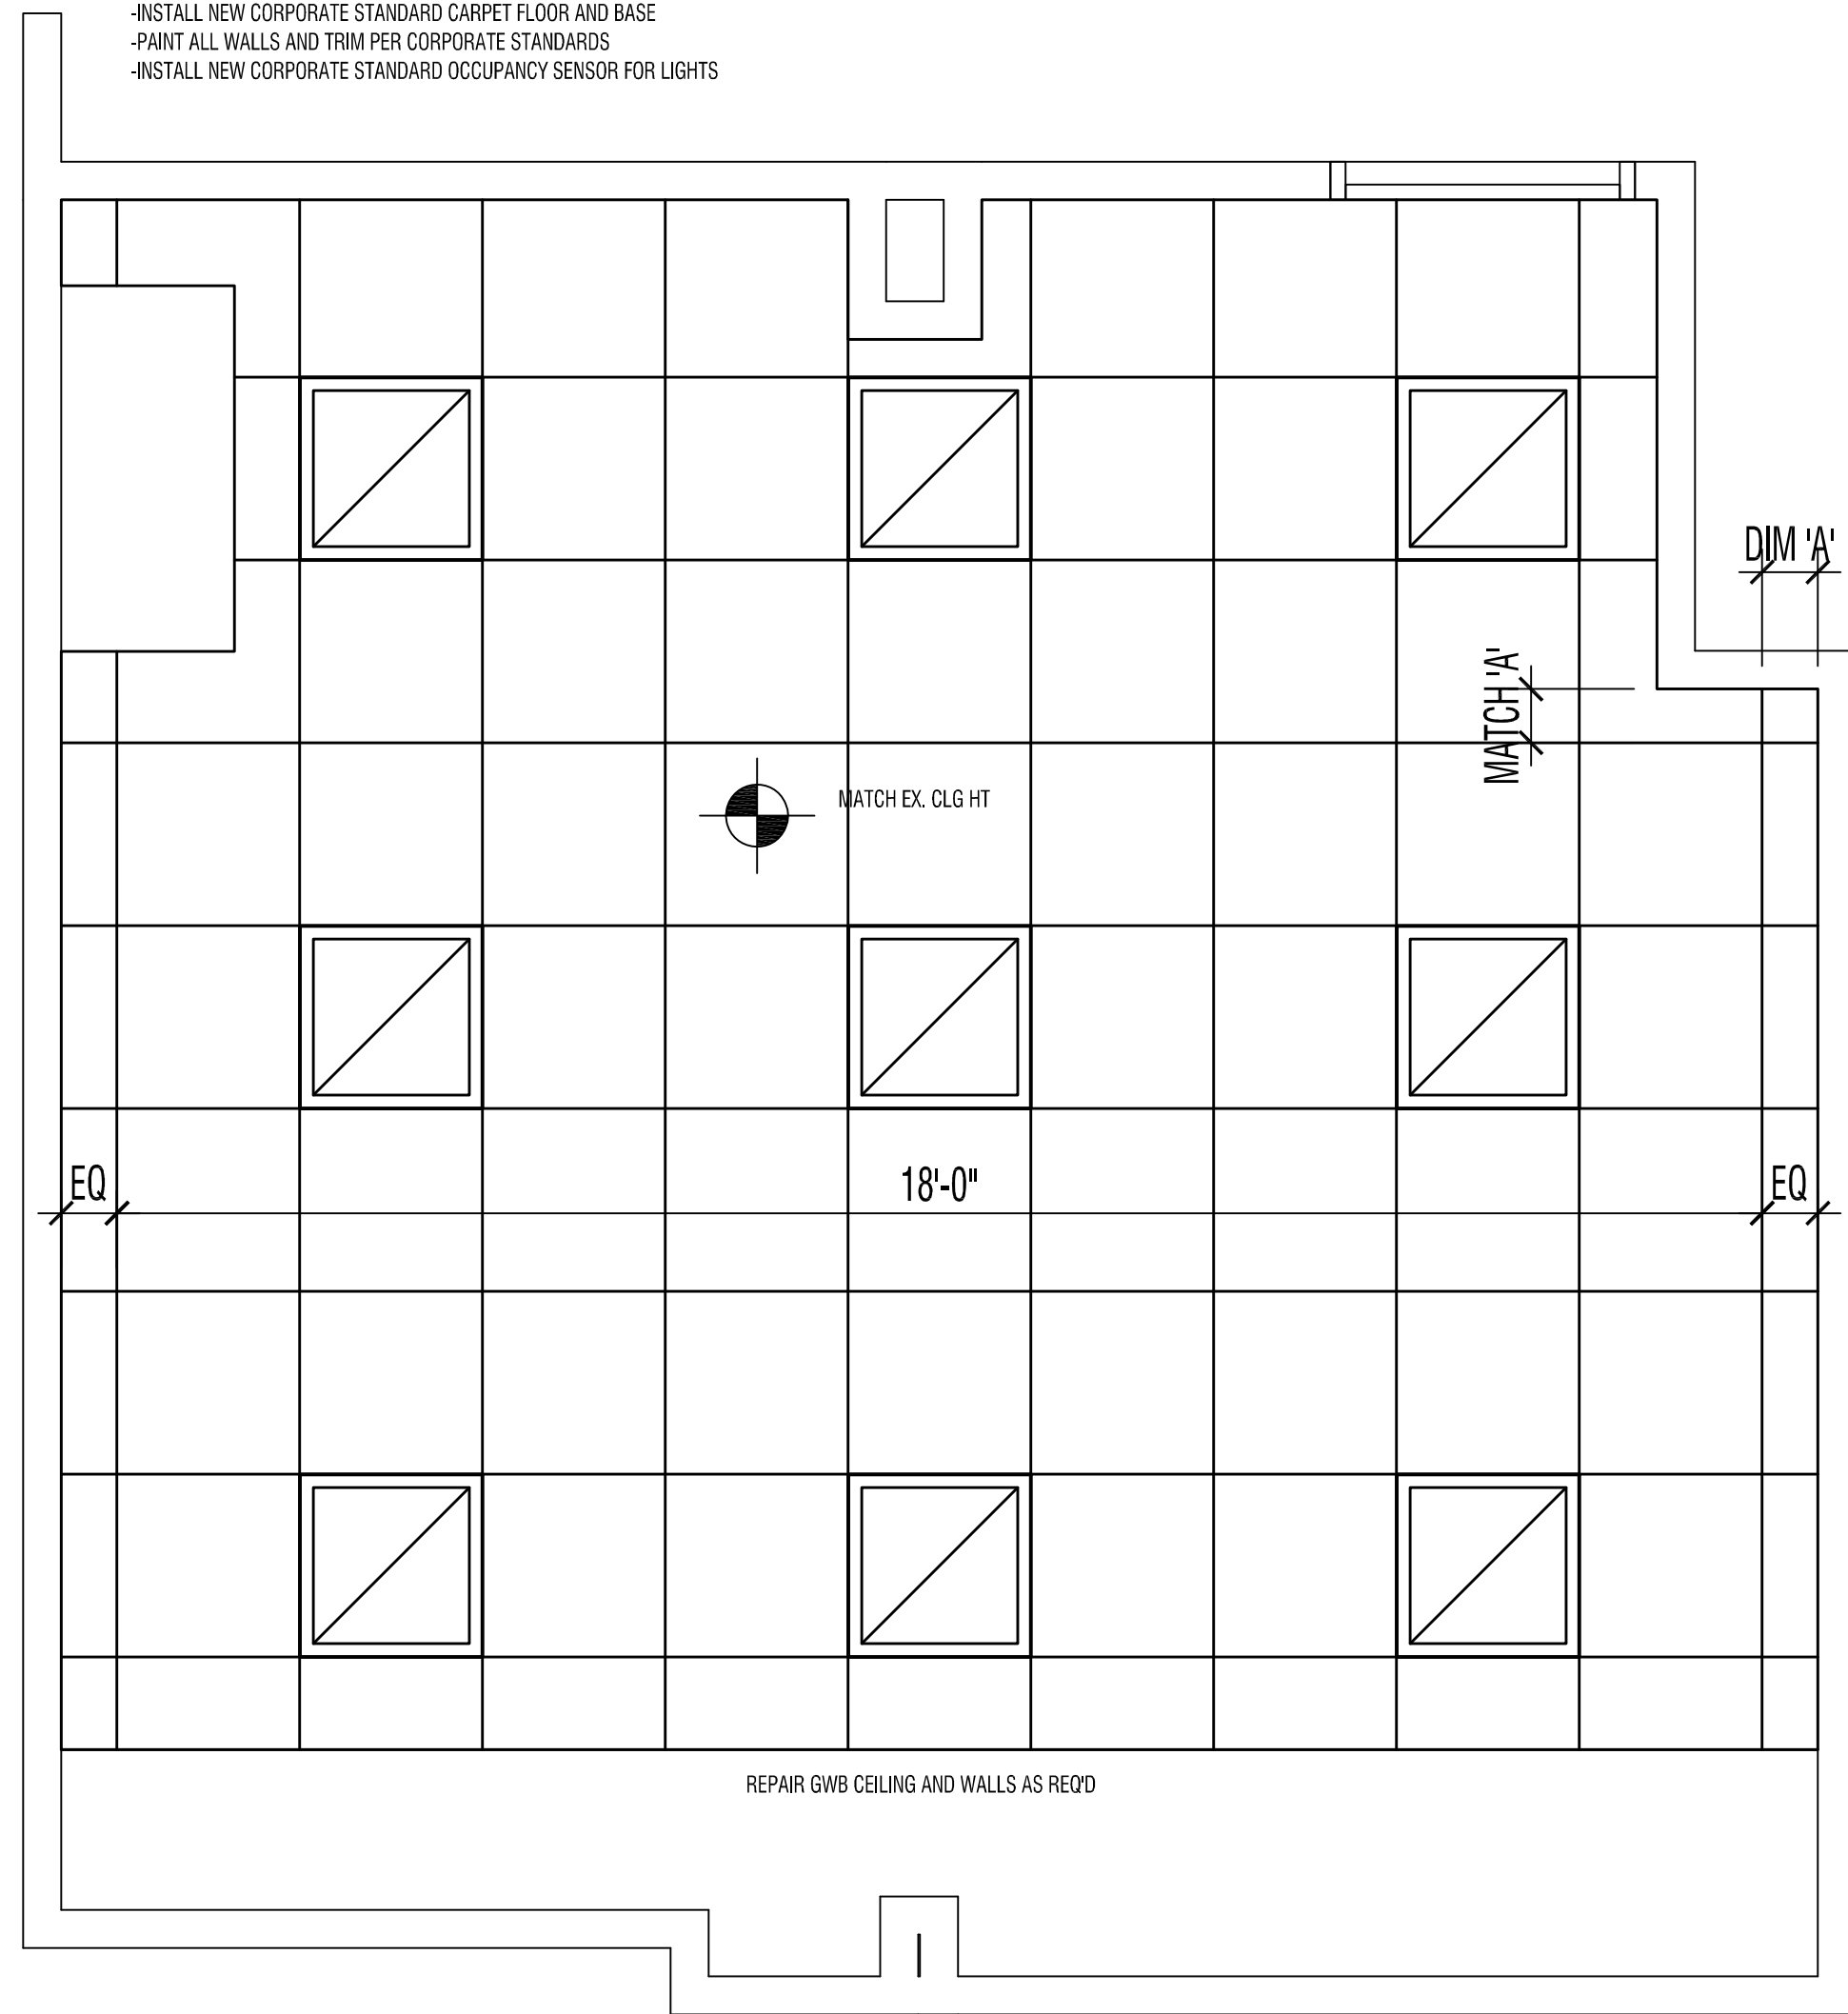 -INSTALL NEW CORPORATE STANDARD CARPET FLOOR AND BASE
-PAINT ALL WALLS AND TRIM PER CORPORATE STANDARDS
-INSTALL NEW CORPORATE STANDARD OCCUPANCY SENSOR FOR LIGHTS
DIM 'A'
MATCH 'A'
MATCH EX. CLG HT
EQ
18'-0"
EQ
REPAIR GWB CEILING AND WALLS AS REQ'D